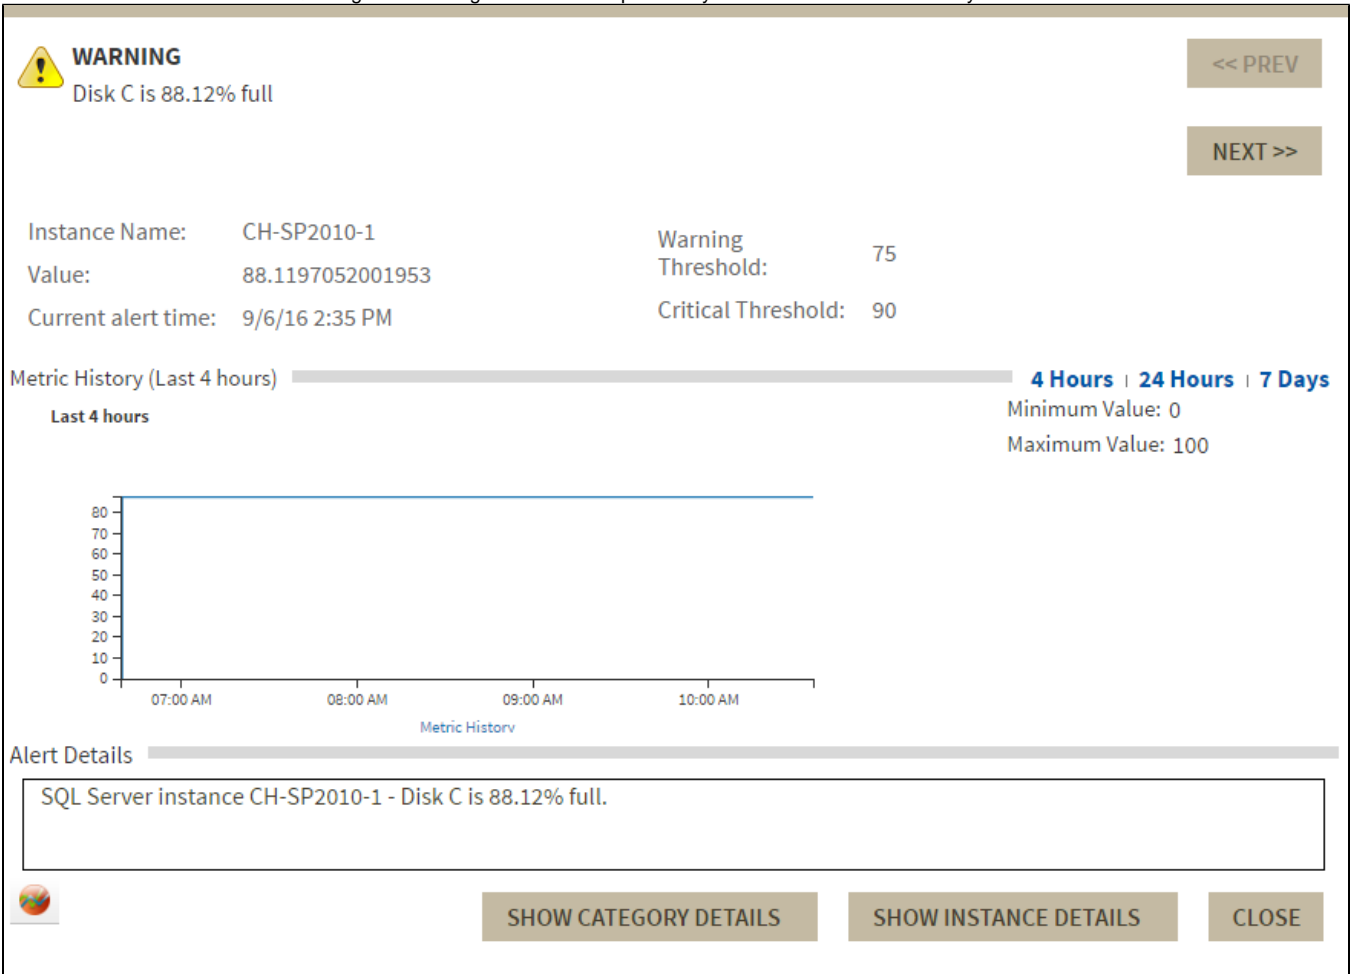 WARNING
Disk C is 88.12% full
<< PREV
NEXT >>
Instance Name: CH-SP2010-1
Value: 88.1197052001953
Current alert time: 9/6/16 2:35 PM
Warning
Threshold: 75
Critical Threshold: 90
Metric History (Last 4 hours)
4 Hours | 24 Hours | 7 Days
Last 4 hours
Minimum Value: 0
Maximum Value: 100
80
70
60
50
40
30
20
10
0
07:00 AM 08:00 AM 09:00 AM 10:00 AM
Metric History
Alert Details
SQL Server instance CH-SP2010-1 - Disk C is 88.12% full.
SHOW CATEGORY DETAILS SHOW INSTANCE DETAILS CLOSE